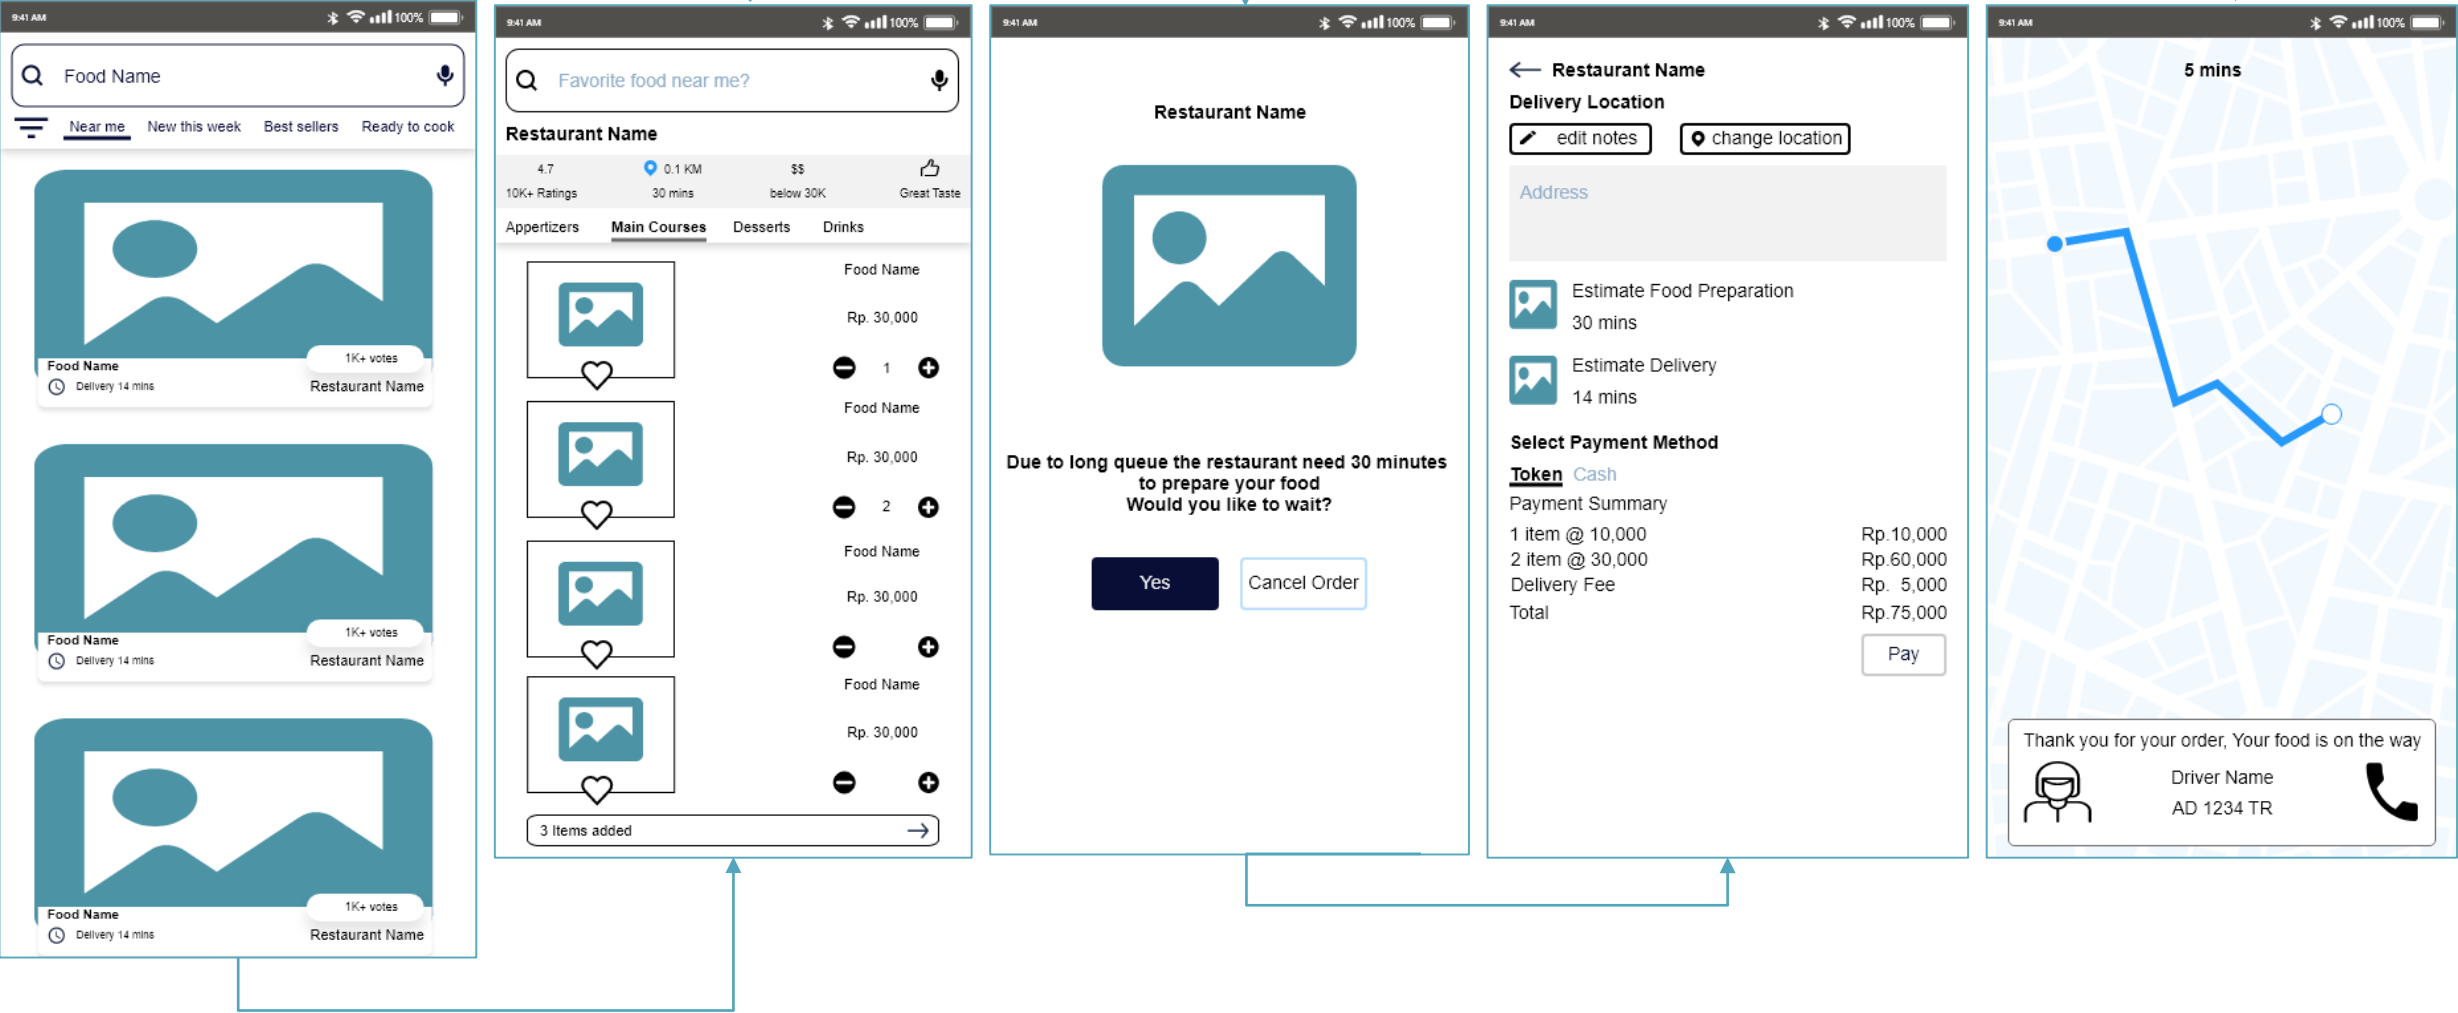 9:41 AM 100%
Food Name
Near me New this week Best sellers Ready to cook
1K+ votes
Food Name
Delivery 14 mins Restaurant Name
1K+ votes
Food Name
Delivery 14 mins Restaurant Name
1K+ votes
Food Name
Delivery 14 mins Restaurant Name
9:41 AM 100%
Favorite food near me?
Restaurant Name
4.7 0.1 KM $$
10K+ Ratings 30 mins below 30K Great Taste
Appertizers Main Courses Desserts Drinks
Food Name
Rp. 30,000
1
Food Name
Rp. 30,000
2
Food Name
Rp. 30,000
Food Name
Rp. 30,000
3 Items added
9:41 AM 100%
Restaurant Name
Due to long queue the restaurant need 30 minutes
to prepare your food
Would you like to wait?
Yes Cancel Order
9:41 AM 100%
Restaurant Name
Delivery Location
edit notes change location
Address
Estimate Food Preparation
30 mins
Estimate Delivery
14 mins
Select Payment Method
Token Cash
Payment Summary
1 item @ 10,000 Rp.10,000
2 item @ 30,000 Rp.60,000
Delivery Fee Rp. 5,000
Total Rp.75,000
Pay
9:41 AM 100%
5 mins
Thank you for your order, Your food is on the way
Driver Name
AD 1234 TR